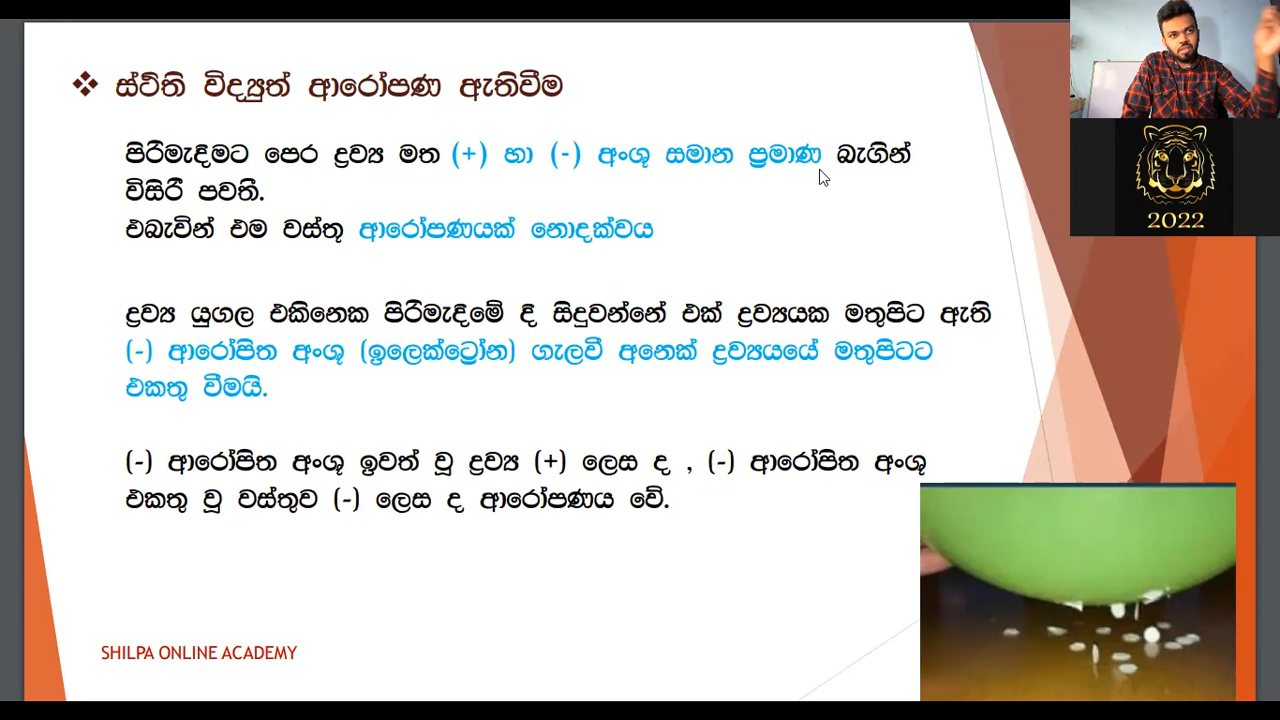 ❖ ස්ථිති විද්‍යුත් ආරෝපණ ඇතිවීම
පිරිමැදීමට පෙර ද්‍රව්‍ය මත (+) හා (-) අංශු සමාන ප්‍රමාණ බැගින්
විසිරී පවතී.
එබැවින් එම වස්තු ආරෝපණයක් නොදක්වය
ද්‍රව්‍ය යුගල එකිනෙක පිරිමැදීමේ දී සිදුවන්නේ එක් ද්‍රව්‍යයක මතුපිට ඇති
(-) ආරෝපිත අංශු (ඉලෙක්ට්‍රෝන) ගැලවී අනෙක් ද්‍රව්‍යයයේ මතුපිටට
එකතු වීමයි.
(-) ආරෝපිත අංශු ඉවත් වූ ද්‍රව්‍ය (+) ලෙස ද , (-) ආරෝපිත අංශු
එකතු වූ වස්තුව (-) ලෙස ද ආරෝපණය වේ.
SHILPA ONLINE ACADEMY
2022